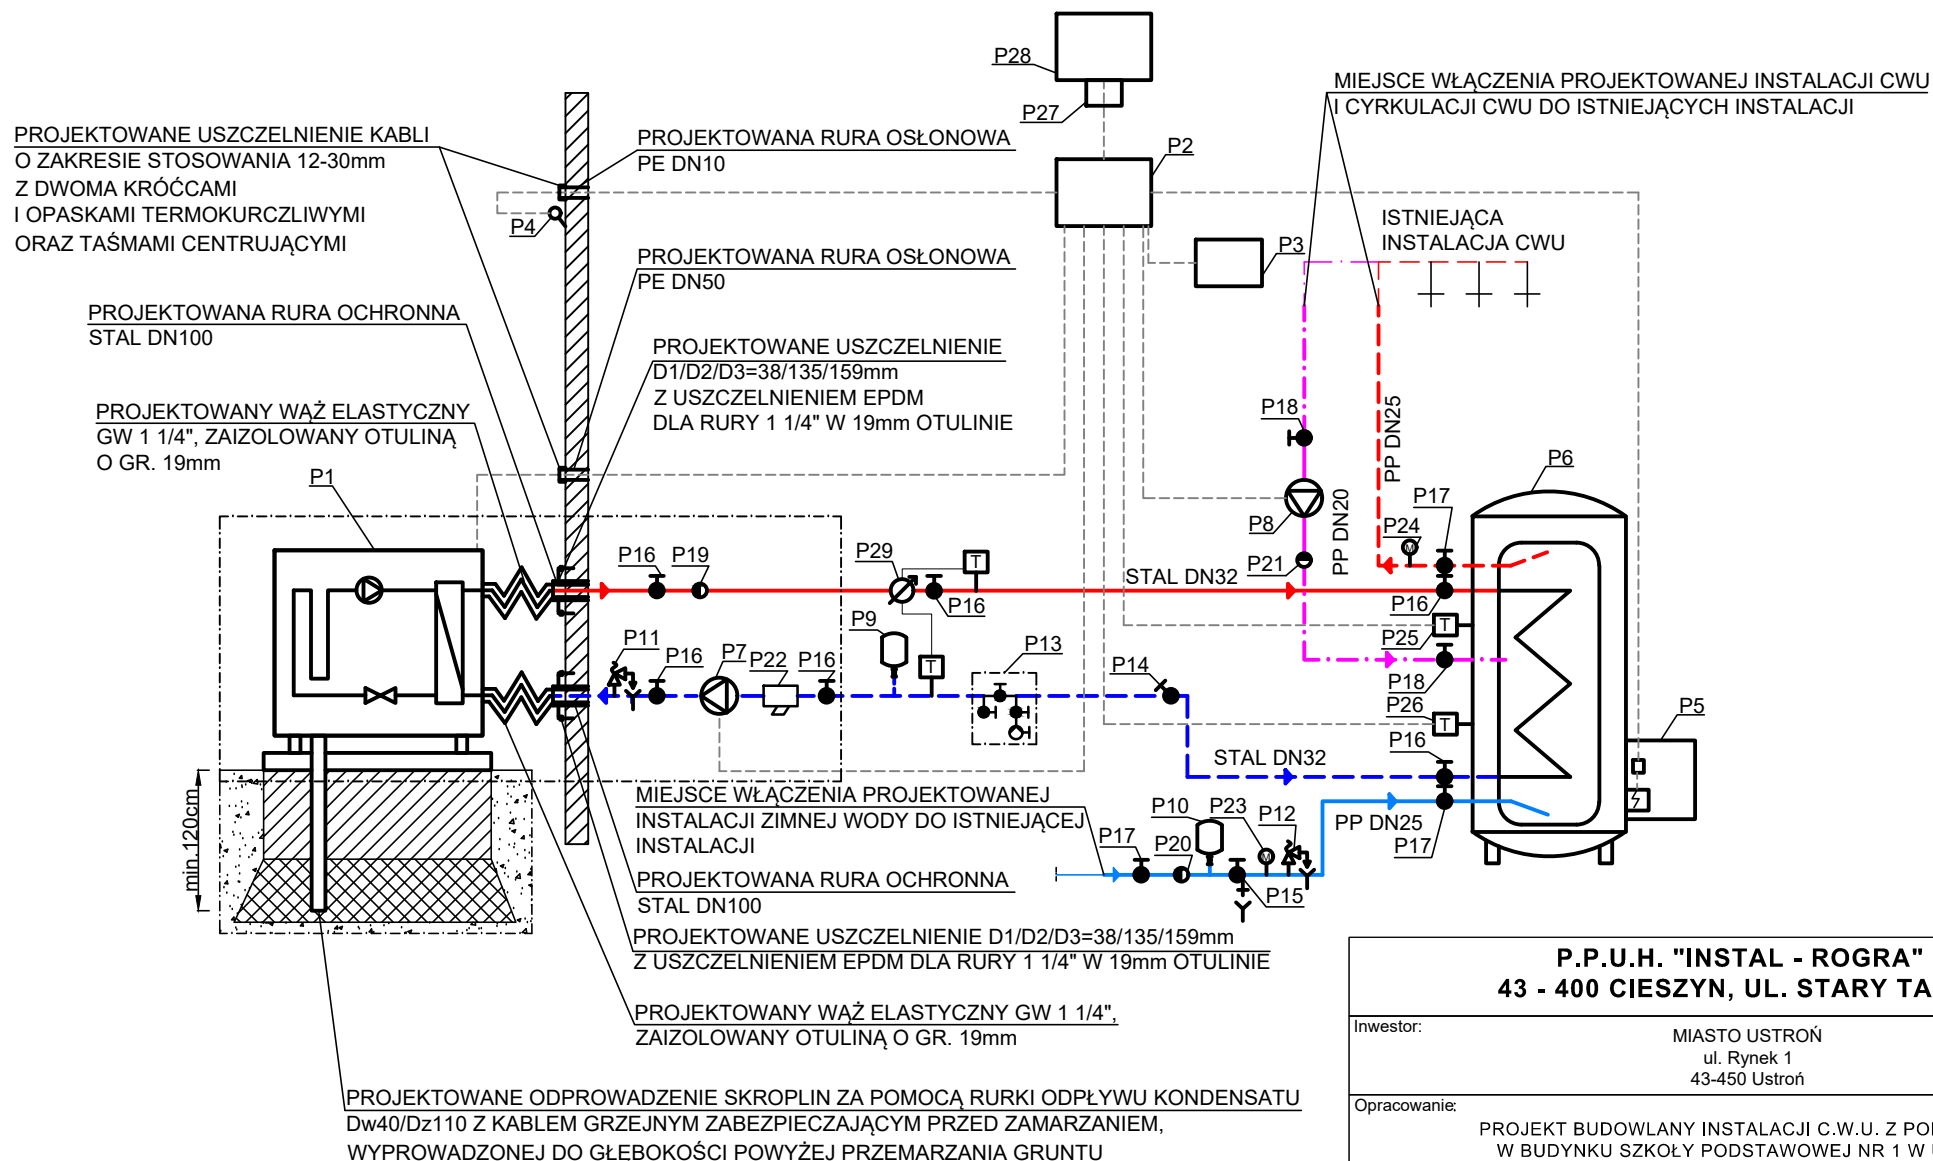 P28
P27
MIEJSCE WŁĄCZENIA PROJEKTOWANEJ INSTALACJI CWU
I CYRKULACJI CWU DO ISTNIEJĄCYCH INSTALACJI
PROJEKTOWANE USZCZELNIENIE KABLI
O ZAKRESIE STOSOWANIA 12-30mm
Z DWOMA KRÓĆCAMI
I OPASKAMI TERMOKURCZLIWYMI
ORAZ TAŚMAMI CENTRUJĄCYMI
PROJEKTOWANA RURA OSŁONOWA
PE DN10
P2
P4
ISTNIEJĄCA
INSTALACJA CWU
P3
PROJEKTOWANA RURA OSŁONOWA
PE DN50
PROJEKTOWANA RURA OCHRONNA
STAL DN100
PROJEKTOWANE USZCZELNIENIE
D1/D2/D3=38/135/159mm
Z USZCZELNIENIEM EPDM
DLA RURY 1 1/4" W 19mm OTULINIE
PROJEKTOWANY WĄŻ ELASTYCZNY
GW 1 1/4", ZAIZOLOWANY OTULINĄ
O GR. 19mm
P1
P18
PP DN25
P6
P8
PP DN20
P17
P24
M
P21
P16
P19
P29
T
P16
STAL DN32
P16
P25
T
P9
T
P11
P16
P7
P22
P16
P13
P14
P18
P26
T
P5
P16
STAL DN32
min.120cm
MIEJSCE WŁĄCZENIA PROJEKTOWANEJ
INSTALACJI ZIMNEJ WODY DO ISTNIEJĄCEJ
INSTALACJI
P10
P23
P12
M
PP DN25
P17
P17
P20
P15
PROJEKTOWANA RURA OCHRONNA
STAL DN100
PROJEKTOWANE USZCZELNIENIE D1/D2/D3=38/135/159mm
Z USZCZELNIENIEM EPDM DLA RURY 1 1/4" W 19mm OTULINIE
PROJEKTOWANY WĄŻ ELASTYCZNY GW 1 1/4",
ZAIZOLOWANY OTULINĄ O GR. 19mm
PROJEKTOWANE ODPROWADZENIE SKROPLIN ZA POMOCĄ RURKI ODPŁYWU KONDENSATU
Dw40/Dz110 Z KABLEM GRZEJNYM ZABEZPIECZAJĄCYM PRZED ZAMARZANIEM,
WYPROWADZONEJ DO GŁĘBOKOŚCI POWYŻEJ PRZEMARZANIA GRUNTU
P.P.U.H. "INSTAL - ROGRA"
43 - 400 CIESZYN, UL. STARY TA
Inwestor:
MIASTO USTROŃ
ul. Rynek 1
43-450 Ustroń
Opracowanie:
PROJEKT BUDOWLANY INSTALACJI C.W.U. Z PO
W BUDYNKU SZKOŁY PODSTAWOWEJ NR 1 W